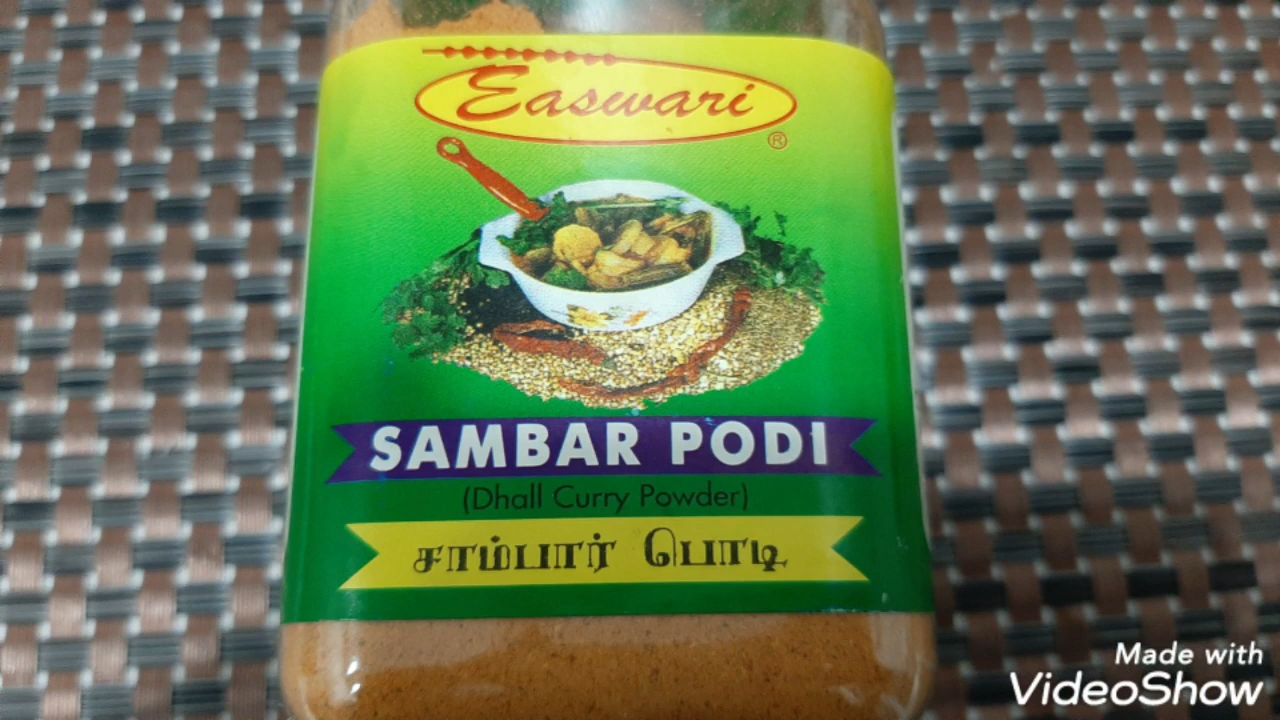 Easwari
®
SAMBAR PODI
(Dhall Curry Powder)
சாம்பார் பொடி
Made with
VideoShow